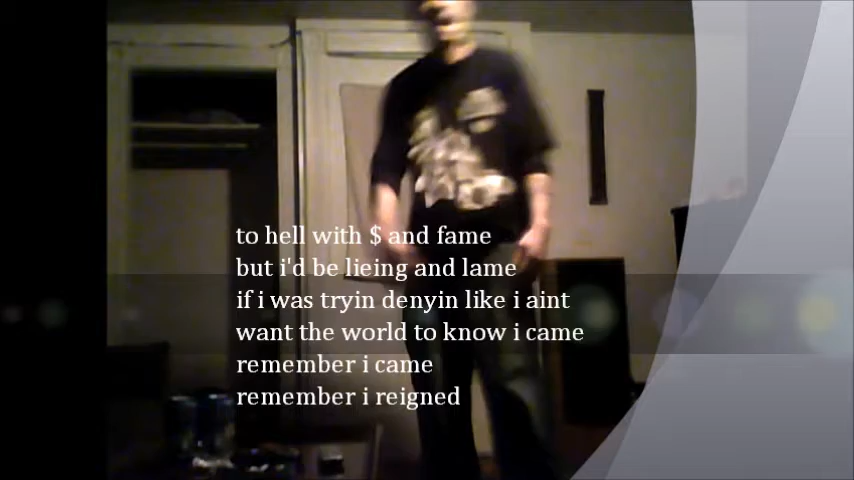 to hell with $ and fame
but i'd be lieing and lame
if i was tryin denyin like i aint
want the world to know i came
remember i came
remember i reigned